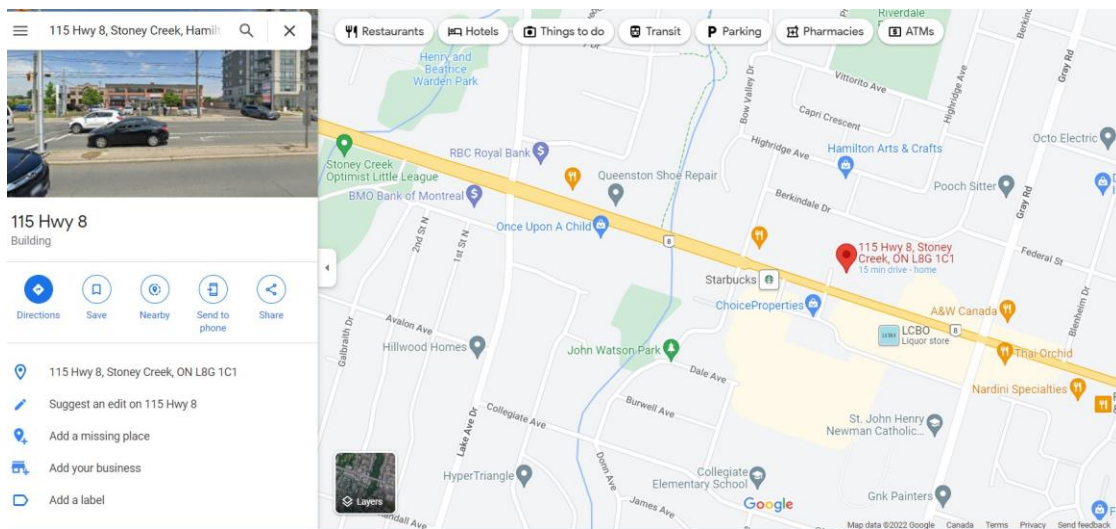 115 Hwy 8, Stoney Creek, Hamilt
115 Hwy 8
Building
Directions
Save
Nearby
Send to
phone
Share
115 Hwy 8, Stoney Creek, ON L8G 1C1
Suggest an edit on 115 Hwy 8
Add a missing place
Add your business
Add a label
Restaurants
Hotels
Things to do
Transit
P Parking
Pharmacies
ATMs
Riverdale
Henry and
Beatrice
Warden Park
Bow Valley Dr
Vittorito Ave
Capri Crescent
Highridge Ave
Highridge Ave
Gray Rd
Octo Electric
Stoney Creek
Optimist Little League
RBC Royal Bank
Queenston Shoe Repair
Hamilton Arts & Crafts
Pooch Sitter
Gray Rd
BMO Bank of Montreal
Berkindale Dr
2nd St N
1st St N
Once Upon A Child
8
Federal St
115 Hwy 8, Stoney
Creek, ON L8G 1C1
15 min drive - home
Starbucks
ChoiceProperties
A&W Canada
Blenheim Dr
LCBO
LCBO
Liquor store
8
Galbraith Dr
Avalon Ave
Hillwood Homes
John Watson Park
Thai Orchid
Dale Ave
Nardini Specialties
Burwell Ave
Lake Ave Dr
Collegiate Ave
St. John Henry
Newman Catholic...
HyperTriangle
Donn Ave
Collegiate
Elementary School
James Ave
Gnk Painters
Layers
Google
Map data ©2022 Google
Canada
Terms
Privacy
Send feedback